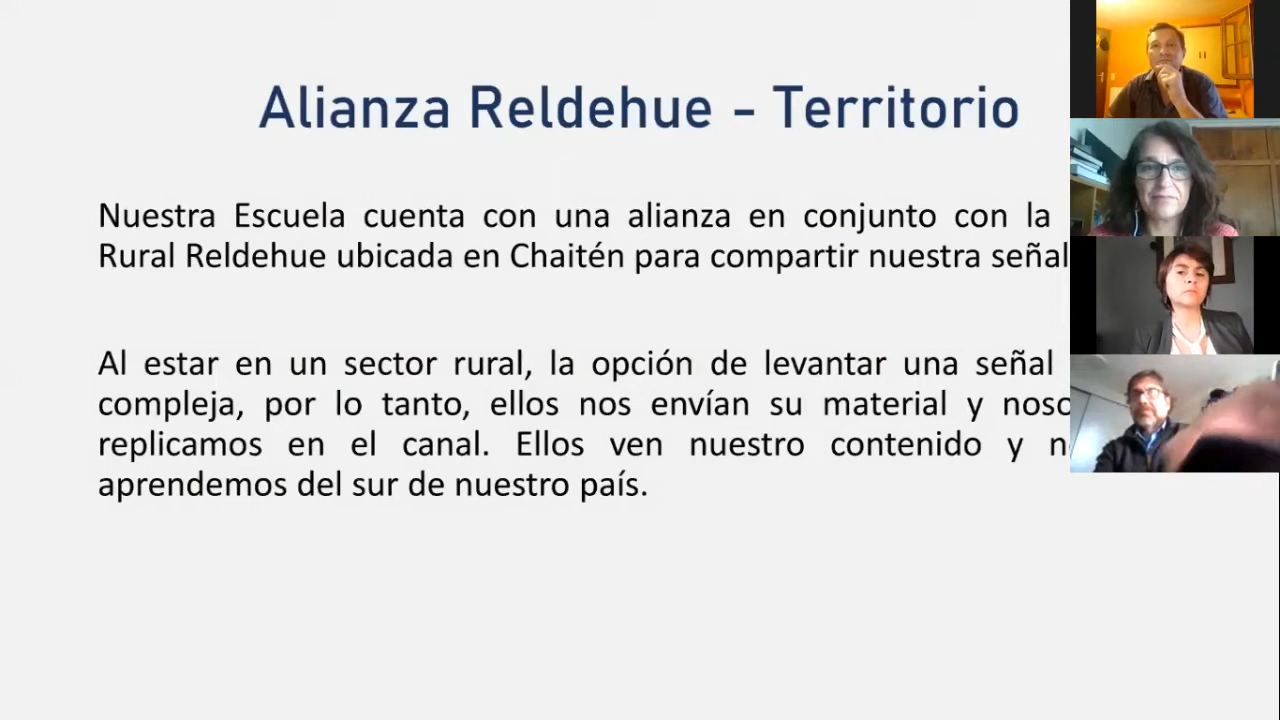 Alianza Reldehue - Territorio
Nuestra Escuela cuenta con una alianza en conjunto con la
Rural Reldehue ubicada en Chaitén para compartir nuestra señal
Al estar en un sector rural, la opción de levantar una señal
compleja, por lo tanto, ellos nos envían su material y
replicamos en el canal. Ellos ven nuestro contenido y
aprendemos del sur de nuestro país.